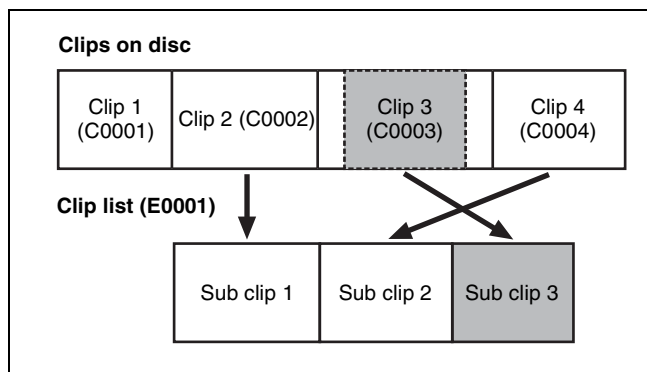 Clips on disc
Clip 1
(C0001)
Clip 2 (C0002)
Clip 3
(C0003)
Clip 4
(C0004)
Clip list (E0001)
Sub clip 1
Sub clip 2
Sub clip 3